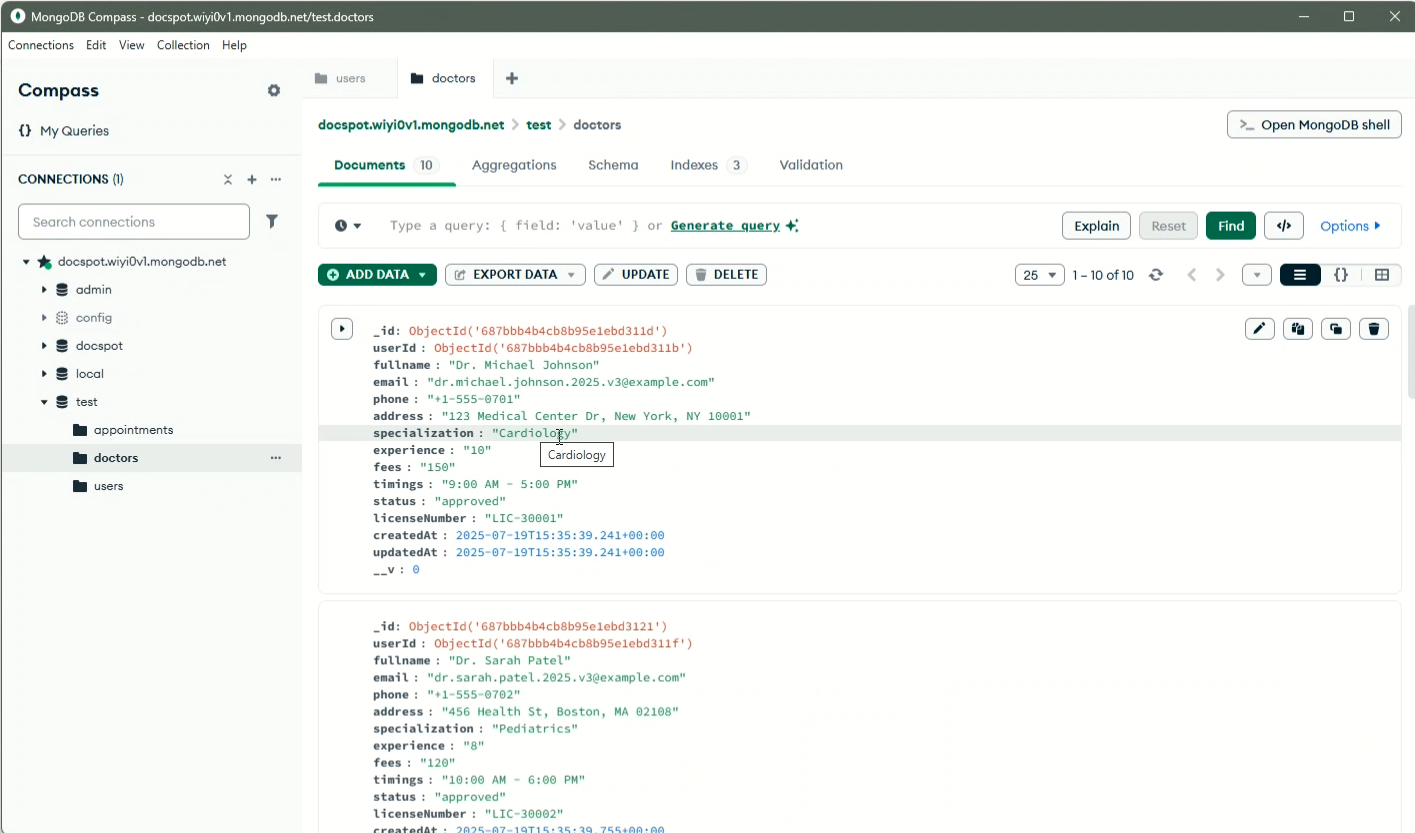 MongoDB Compass - docspot.wiyi0v1.mongodb.net/test.doctors
Connections Edit View Collection Help
Compass
{} My Queries
CONNECTIONS (1)
Search connections
docspot.wiyi0v1.mongodb.net
admin
config
docspot
local
test
appointments
doctors
users
users
doctors
docspot.wiyi0v1.mongodb.net > test > doctors
>_ Open MongoDB shell
Documents 10 Aggregations Schema Indexes 3 Validation
Type a query: { field: 'value' } or Generate query
Explain Reset Find </> Options
ADD DATA EXPORT DATA UPDATE DELETE
25 1 – 10 of 10 {}
_id: ObjectId('687bbb4b4cb8b95e1ebd311d')
userId : ObjectId('687bbb4b4cb8b95e1ebd311b')
fullname : "Dr. Michael Johnson"
email : "dr.michael.johnson.2025.v3@example.com"
phone : "+1-555-0701"
address : "123 Medical Center Dr, New York, NY 10001"
specialization : "Cardiology"
Cardiology
experience : "10"
fees : "150"
timings : "9:00 AM - 5:00 PM"
status : "approved"
licenseNumber : "LIC-30001"
createdAt : 2025-07-19T15:35:39.241+00:00
updatedAt : 2025-07-19T15:35:39.241+00:00
__v : 0
_id: ObjectId('687bbb4b4cb8b95e1ebd3121')
userId : ObjectId('687bbb4b4cb8b95e1ebd311f')
fullname : "Dr. Sarah Patel"
email : "dr.sarah.patel.2025.v3@example.com"
phone : "+1-555-0702"
address : "456 Health St, Boston, MA 02108"
specialization : "Pediatrics"
experience : "8"
fees : "120"
timings : "10:00 AM - 6:00 PM"
status : "approved"
licenseNumber : "LIC-30002"
createdAt : 2025-07-19T15:35:39.755+00:00